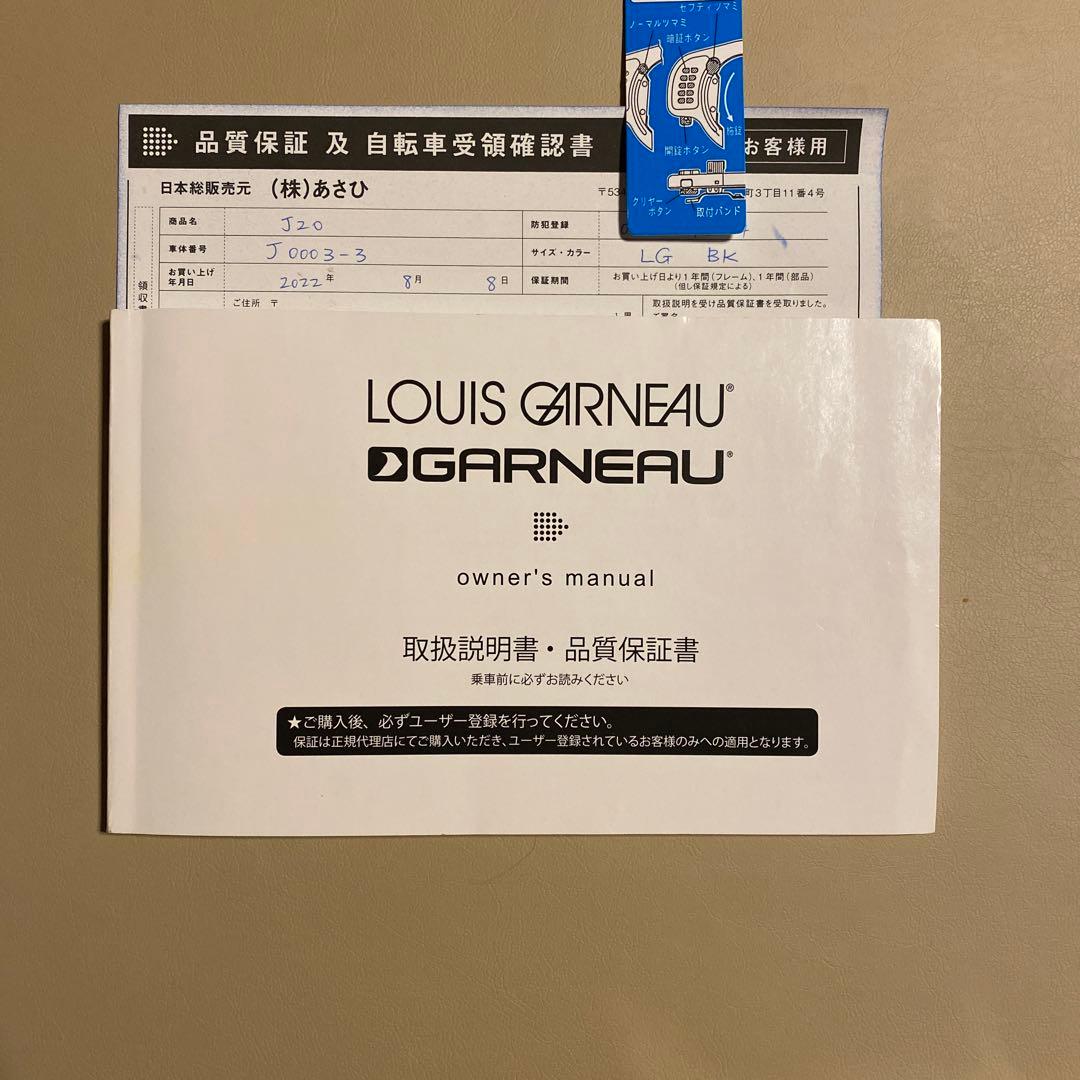 セフティツマミ
ノーマルツマミ
暗証ボタン
施錠
開錠ボタン
クリヤーボタン
取付バンド
品質保証 及 自転車受領確認書
お客様用
日本総販売元 (株)あさひ
〒534
町3丁目11番4号
商品名 J20
防犯登録
車体番号 J0003-3
サイズ・カラー LG BK
お買い上げ年月日 2022年 8月 8日
保証期間 お買い上げ日より1年間(フレーム)、1年間(部品)
(但し保証規定による)
領収書
ご住所 〒
取扱説明を受け品質保証書を受取りました。
LOUIS GARNEAU®
GARNEAU®
owner's manual
取扱説明書・品質保証書
乗車前に必ずお読みください
★ご購入後、必ずユーザー登録を行ってください。
保証は正規代理店にてご購入いただき、ユーザー登録されているお客様のみへの適用となります。